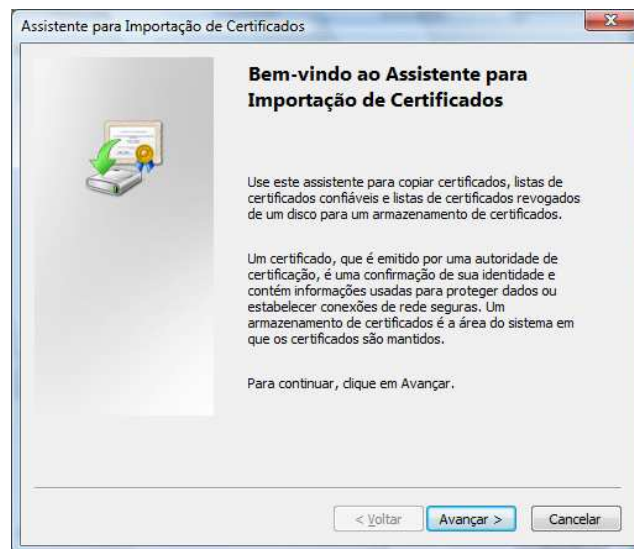 Assistente para Importação de Certificados
Bem-vindo ao Assistente para
Importação de Certificados
Use este assistente para copiar certificados, listas de
certificados confiáveis e listas de certificados revogados
de um disco para um armazenamento de certificados.
Um certificado, que é emitido por uma autoridade de
certificação, é uma confirmação de sua identidade e
contém informações usadas para proteger dados ou
estabelecer conexões de rede seguras. Um
armazenamento de certificados é a área do sistema em
que os certificados são mantidos.
Para continuar, clique em Avançar.
< Voltar Avançar > Cancelar